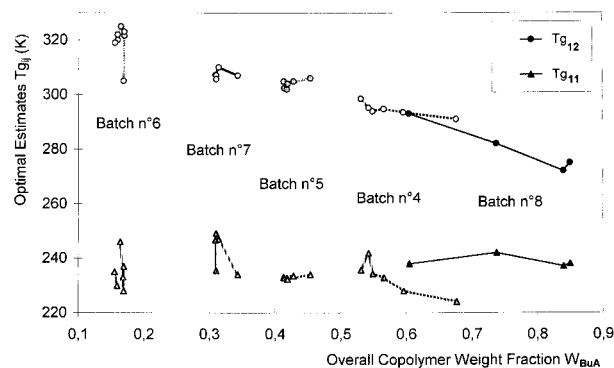 Optimal Estimates Tgij (K)
320
300
280
260
240
220
Tg12
Tg11
Batch n°6
Batch n°7
Batch n°5
Batch n°4
Batch n°8
0,1 0,2 0,3 0,4 0,5 0,6 0,7 0,8 0,9
Overall Copolymer Weight Fraction WBuA